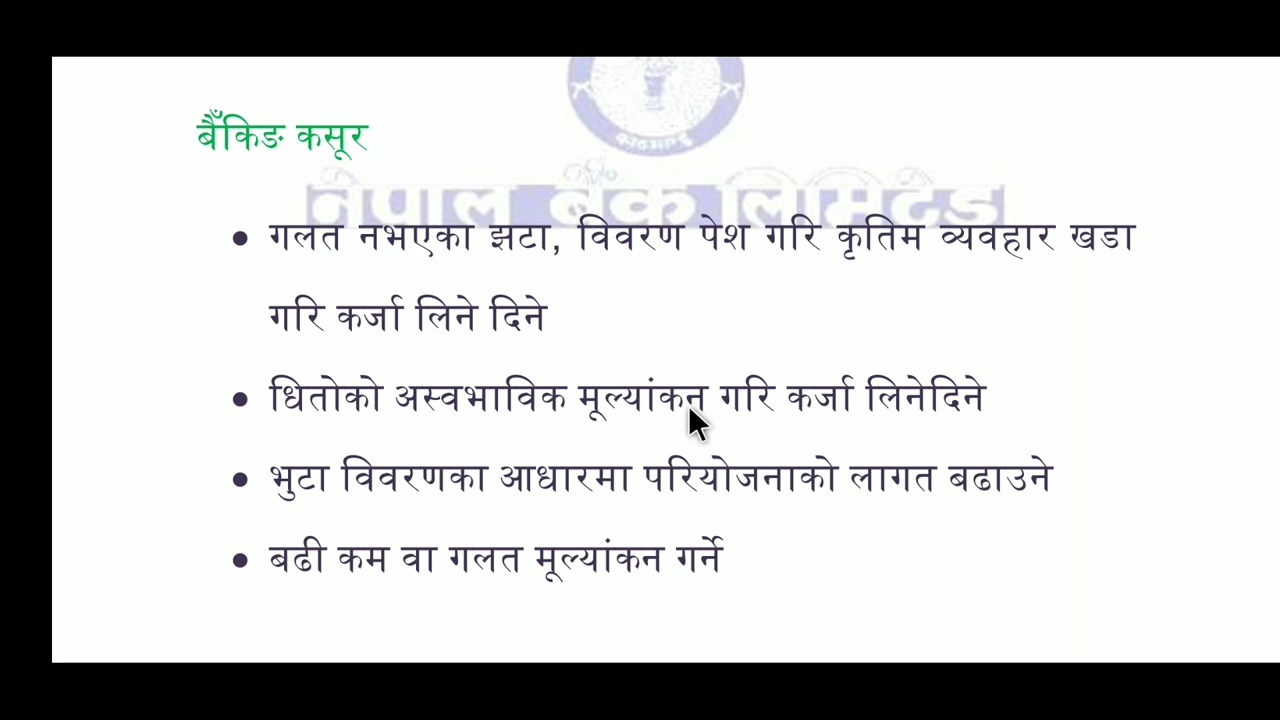 बैँकिङ कसूर
नेपाल बैंक लिमिटेड
• गलत नभएका झटा, विवरण पेश गरि कृतिम व्यवहार खडा
गरि कर्जा लिने दिने
• धितोको अस्वभाविक मूल्यांकन गरि कर्जा लिनेदिने
• भुटा विवरणका आधारमा परियोजनाको लागत बढाउने
• बढी कम वा गलत मूल्यांकन गर्ने